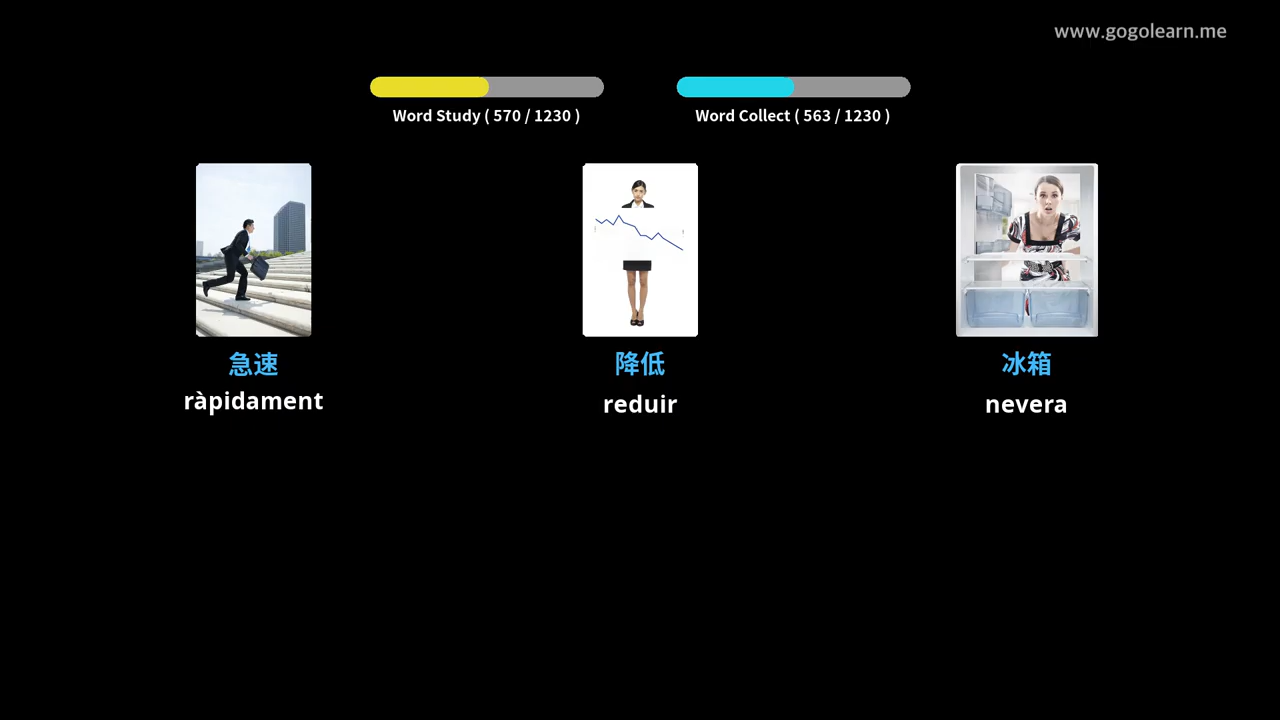 www.gogolearn.me
Word Study ( 570 / 1230 )
Word Collect ( 563 / 1230 )
急速
降低
冰箱
ràpidament
reduir
nevera